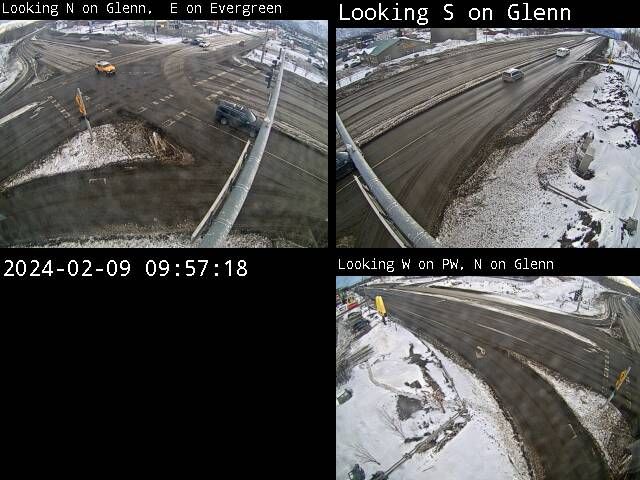 Looking N on Glenn, E on Evergreen
Looking S on Glenn
2024-02-09 09:57:18
Looking W on PW, N on Glenn